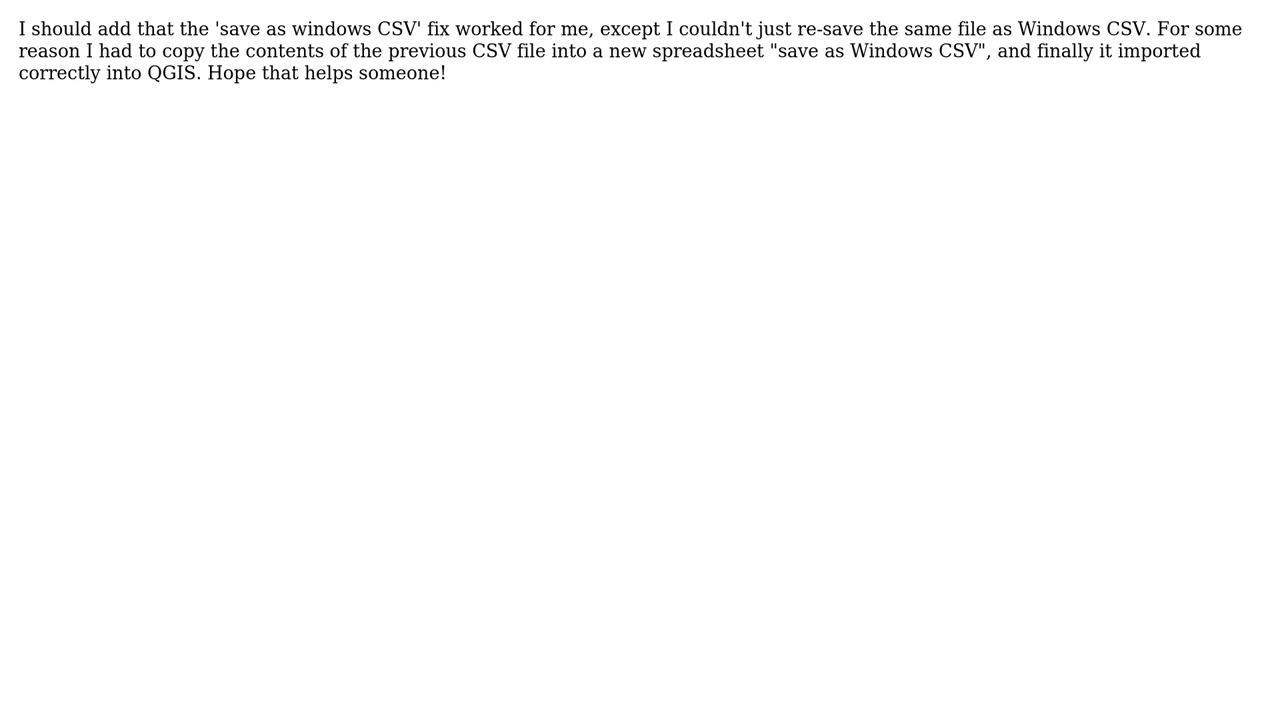 I should add that the 'save as windows CSV' fix worked for me, except I couldn't just re-save the same file as Windows CSV. For some
reason I had to copy the contents of the previous CSV file into a new spreadsheet "save as Windows CSV", and finally it imported
correctly into QGIS. Hope that helps someone!